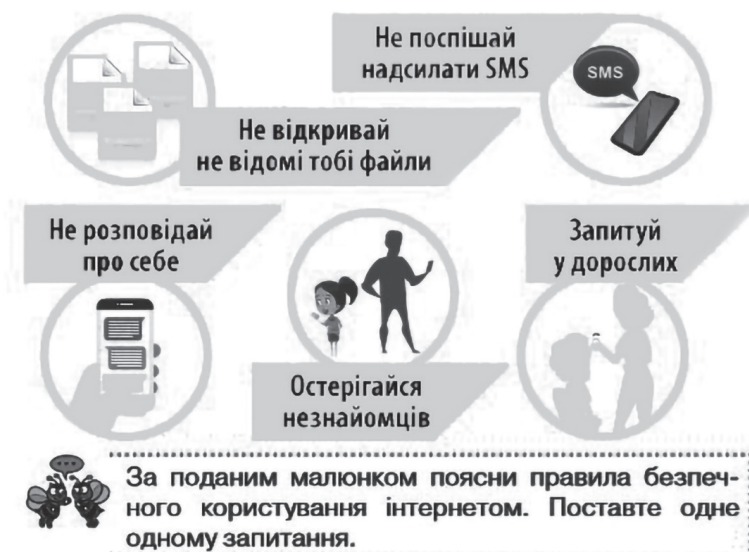 Не поспішай
надсилати SMS
SMS
Не відкривай
не відомі тобі файли
Не розповідай
про себе
Запитуй
у дорослих
Остерігайся
незнайомців
За поданим малюнком поясни правила безпеч-
ного користування інтернетом. Поставте одне
одному запитання.